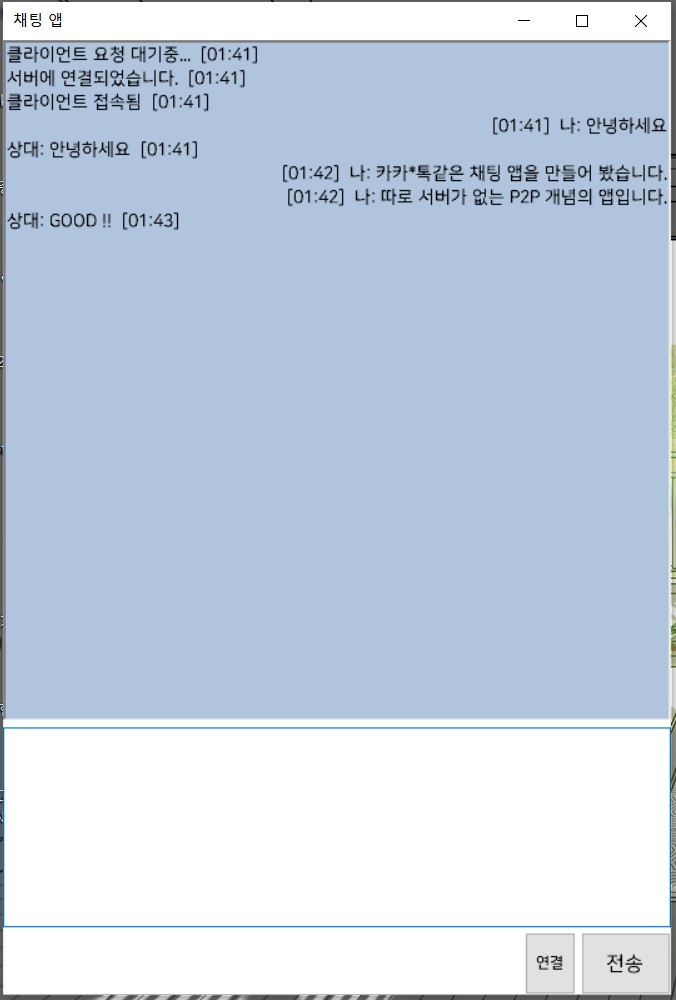 채팅 앱
클라이언트 요청 대기중... [01:41]
서버에 연결되었습니다. [01:41]
클라이언트 접속됨 [01:41]
[01:41] 나: 안녕하세요
상대: 안녕하세요 [01:41]
[01:42] 나: 카카*톡같은 채팅 앱을 만들어 봤습니다.
[01:42] 나: 따로 서버가 없는 P2P 개념의 앱입니다.
상대: GOOD !! [01:43]
연결
전송